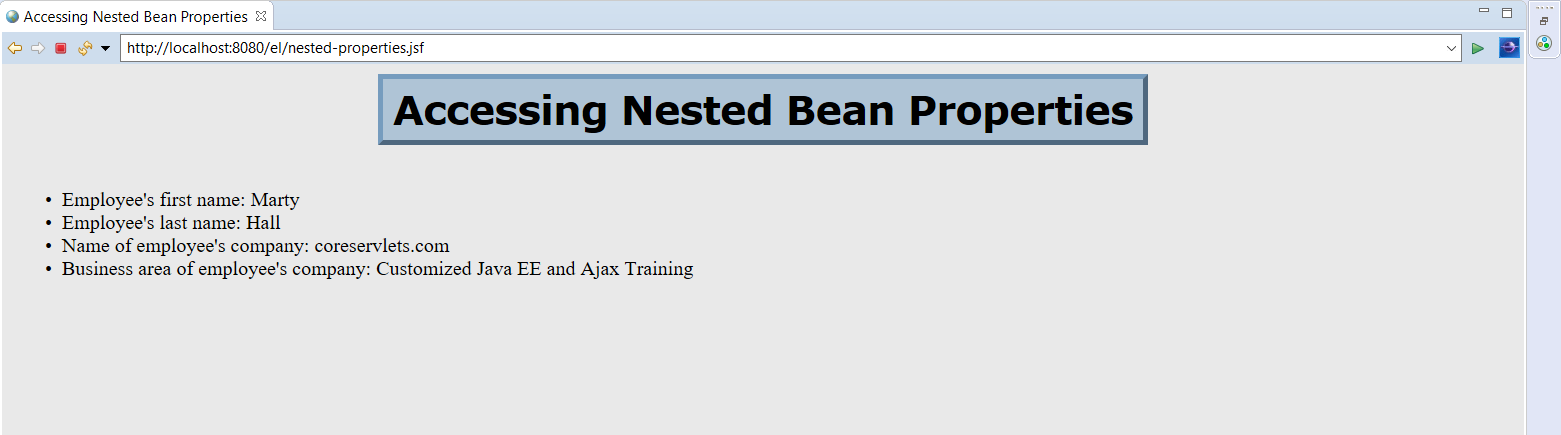 Accessing Nested Bean Properties
http://localhost:8080/el/nested-properties.jsf
Accessing Nested Bean Properties
• Employee's first name: Marty
• Employee's last name: Hall
• Name of employee's company: coreservlets.com
• Business area of employee's company: Customized Java EE and Ajax Training